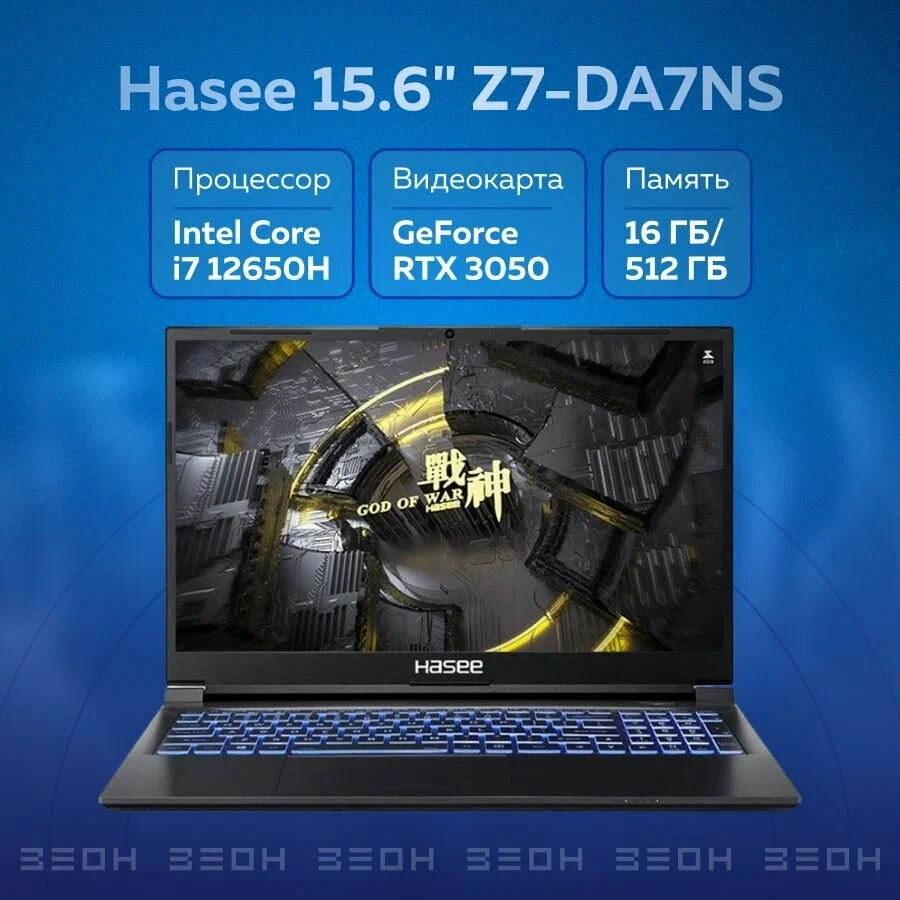 Hasee 15.6" Z7-DA7NS
Процессор
Intel Core
i7 12650H
Видеокарта
GeForce
RTX 3050
Память
16 ГБ/
512 ГБ
戰神
GOD OF WAR
Hasee
Hasee
ЗЕОН ЗЕОН ЗЕОН ЗЕОН ЗЕОН ЗЕОН